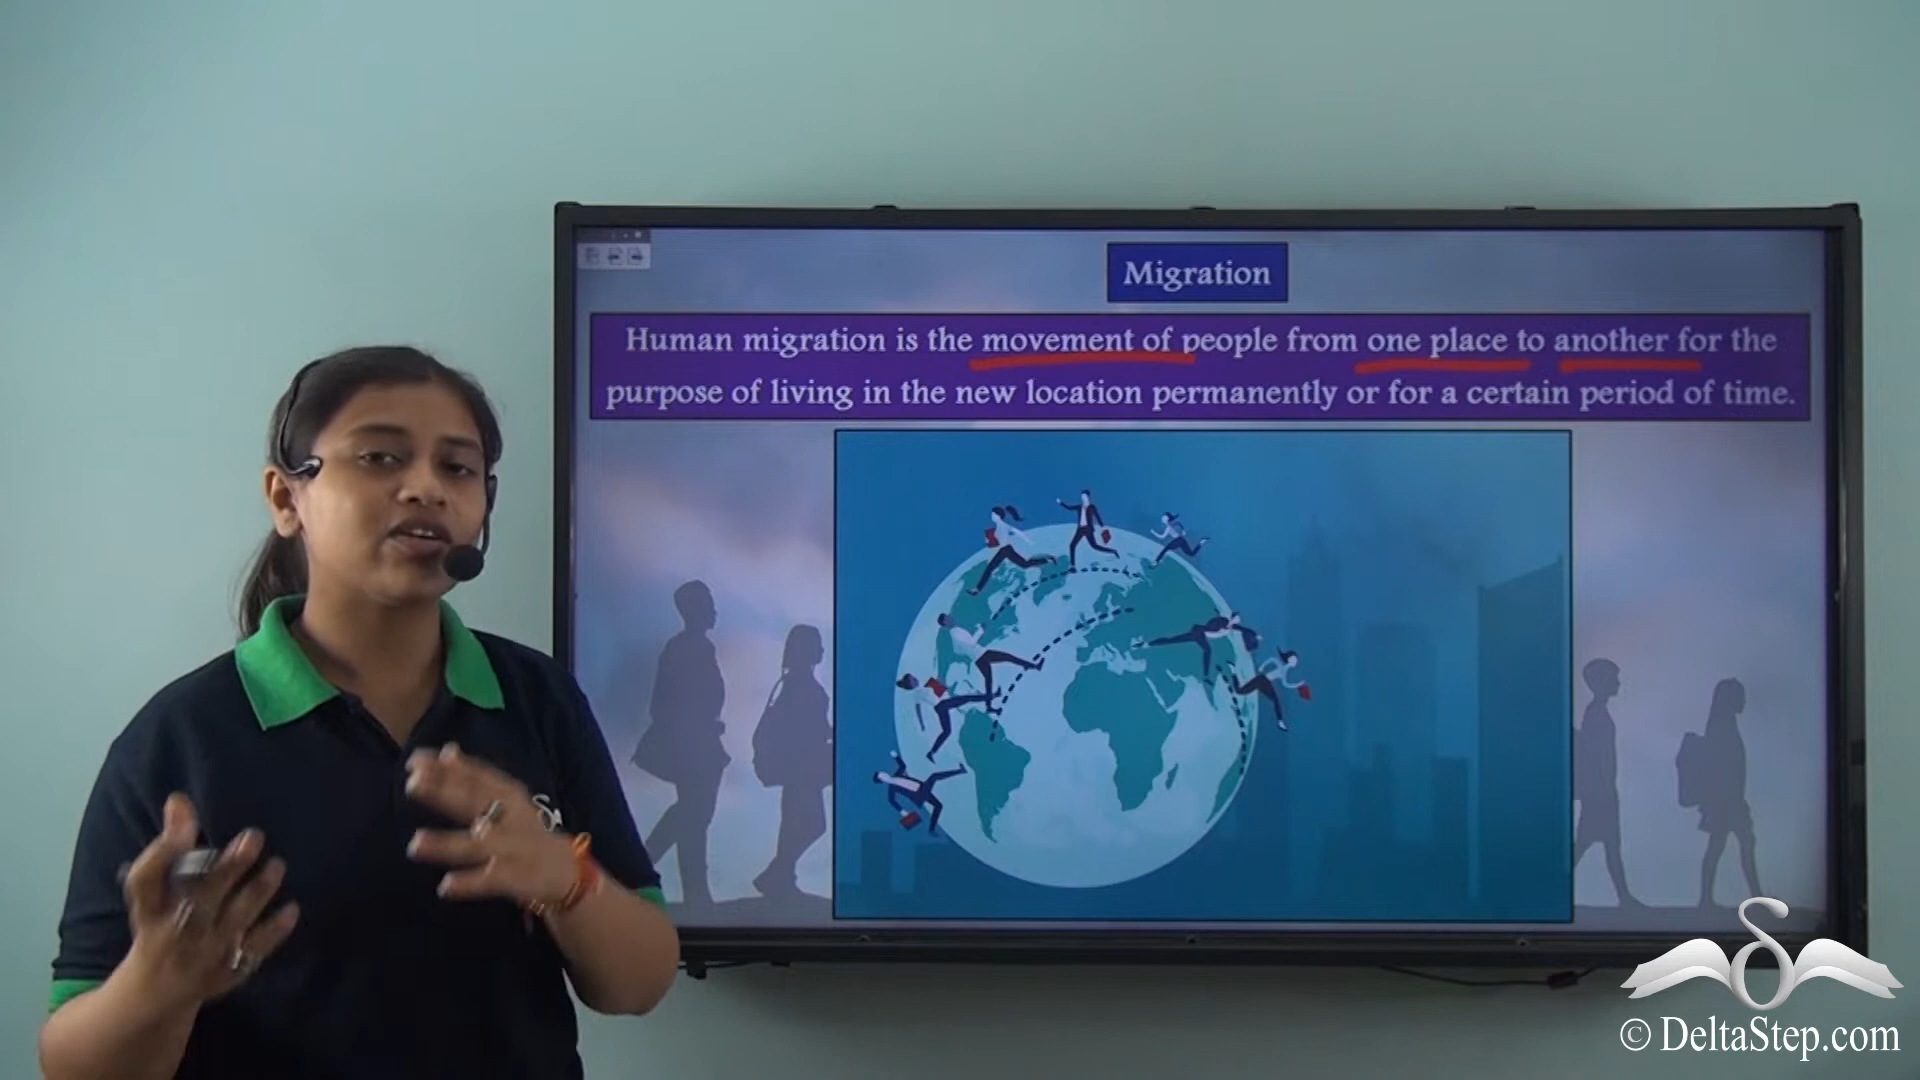 Migration
Human migration is the movement of people from one place to another for the
purpose of living in the new location permanently or for a certain period of time.
© DeltaStep.com